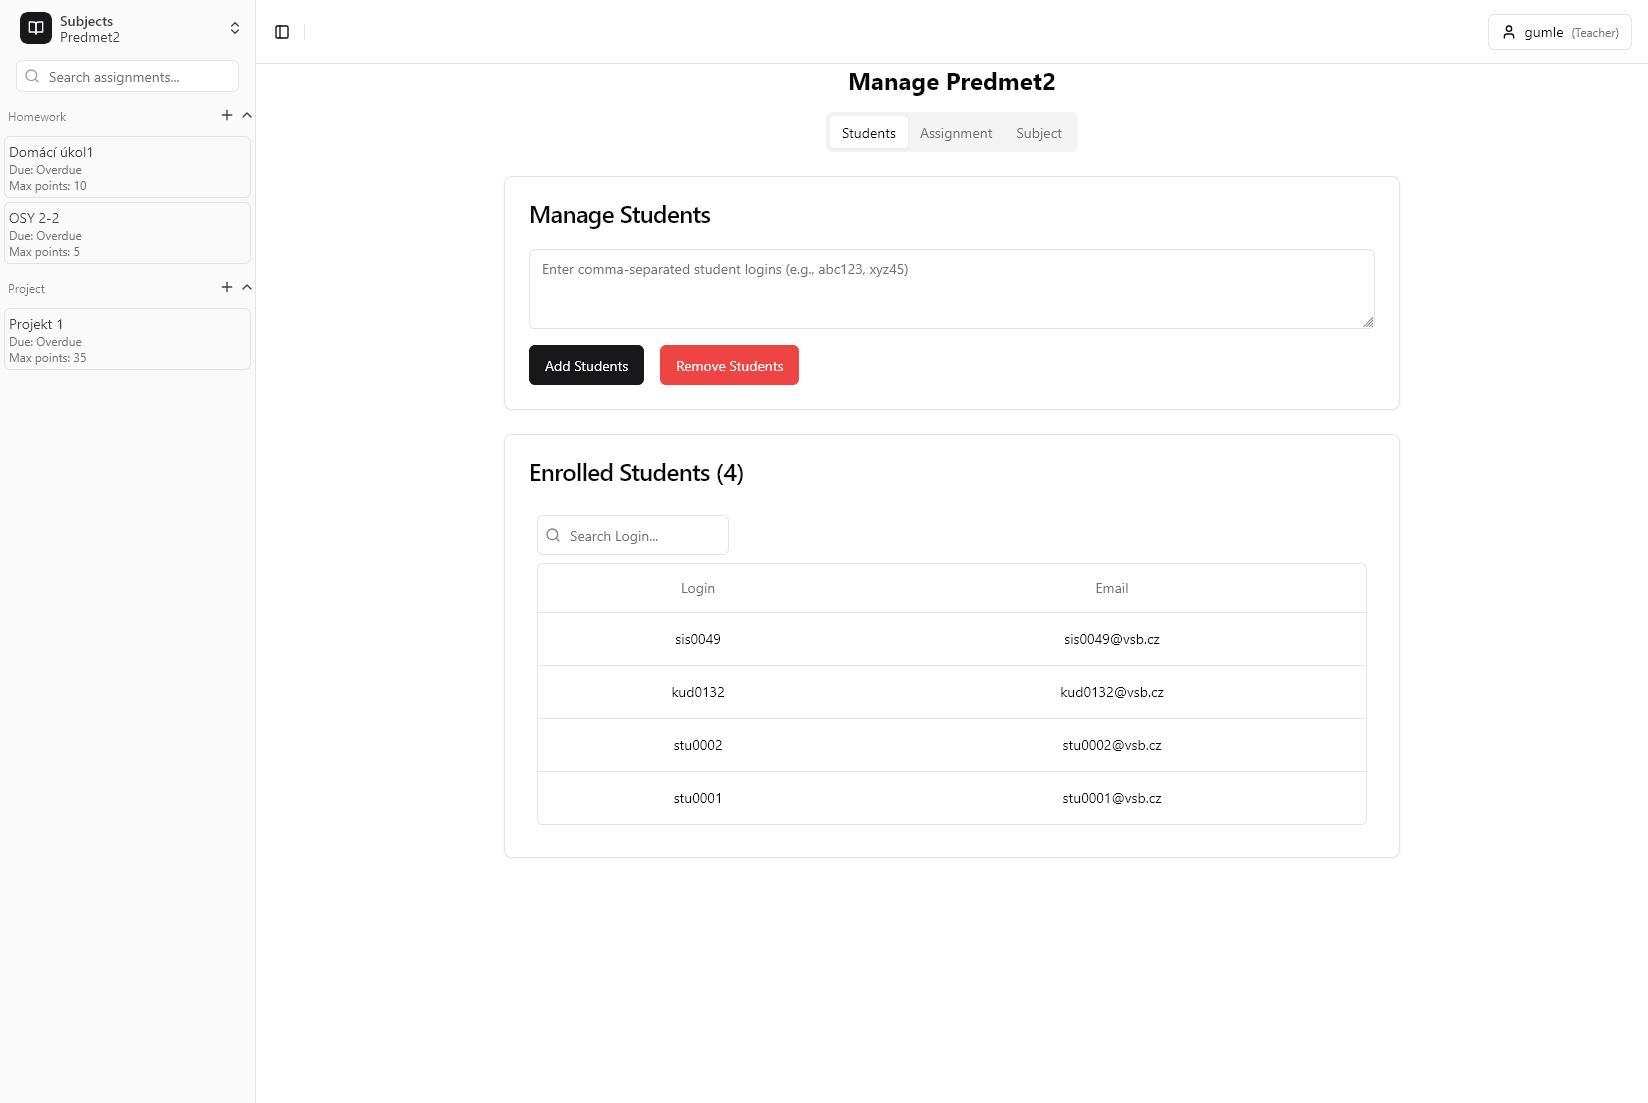 Subjects
Predmet2
Search assignments...
Homework
Domácí úkol1
Due: Overdue
Max points: 10
OSY 2-2
Due: Overdue
Max points: 5
Project
Projekt 1
Due: Overdue
Max points: 35
gumle (Teacher)
Manage Predmet2
Students Assignment Subject
Manage Students
Enter comma-separated student logins (e.g., abc123, xyz45)
Add Students Remove Students
Enrolled Students (4)
Search Login...
Login Email
sis0049 sis0049@vsb.cz
kud0132 kud0132@vsb.cz
stu0002 stu0002@vsb.cz
stu0001 stu0001@vsb.cz